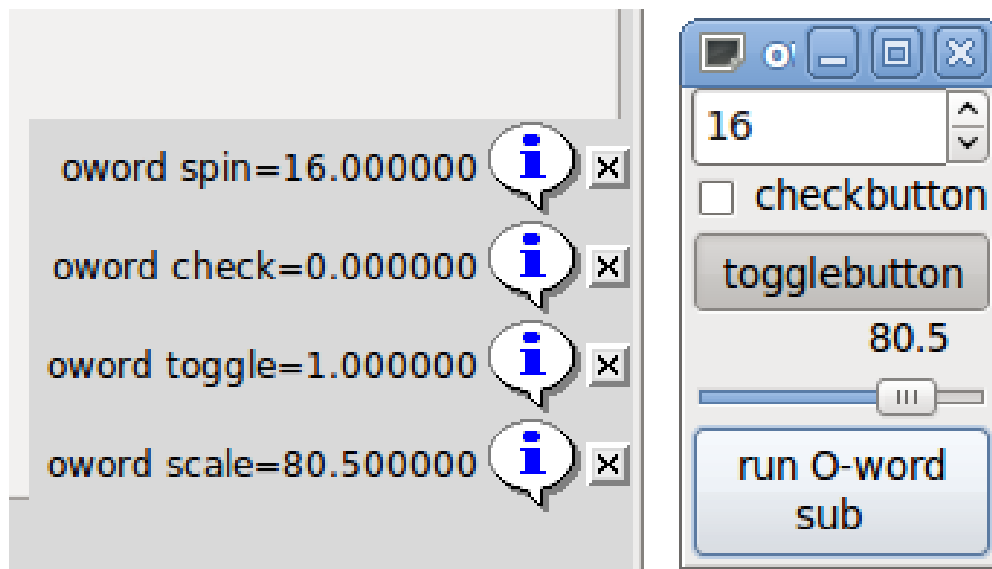 oword spin=16.000000
oword check=0.000000
oword toggle=1.000000
oword scale=80.500000
16
checkbutton
togglebutton
80.5
run O-word
sub